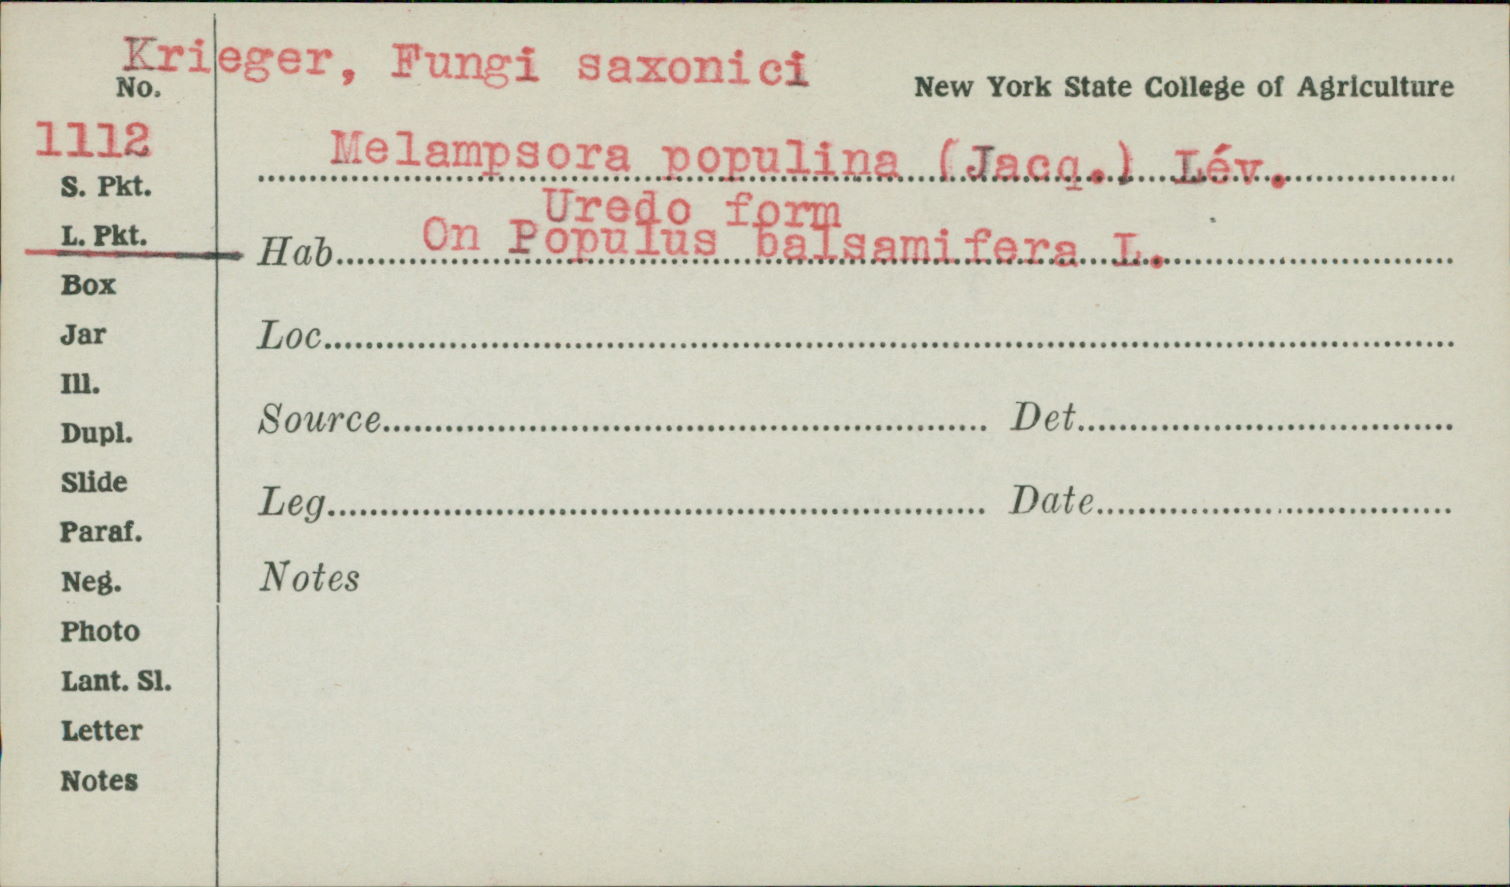 Krieger, Fungi saxonici
No.
New York State College of Agriculture
1112
Melampsora populina (Jacq.) Lév.
Uredo form
S. Pkt.
L. Pkt.
Hab. On Populus balsamifera L.
Box
Jar
Loc.
Ill.
Dupl.
Source Det.
Slide
Leg. Date
Paraf.
Neg.
Notes
Photo
Lant. Sl.
Letter
Notes